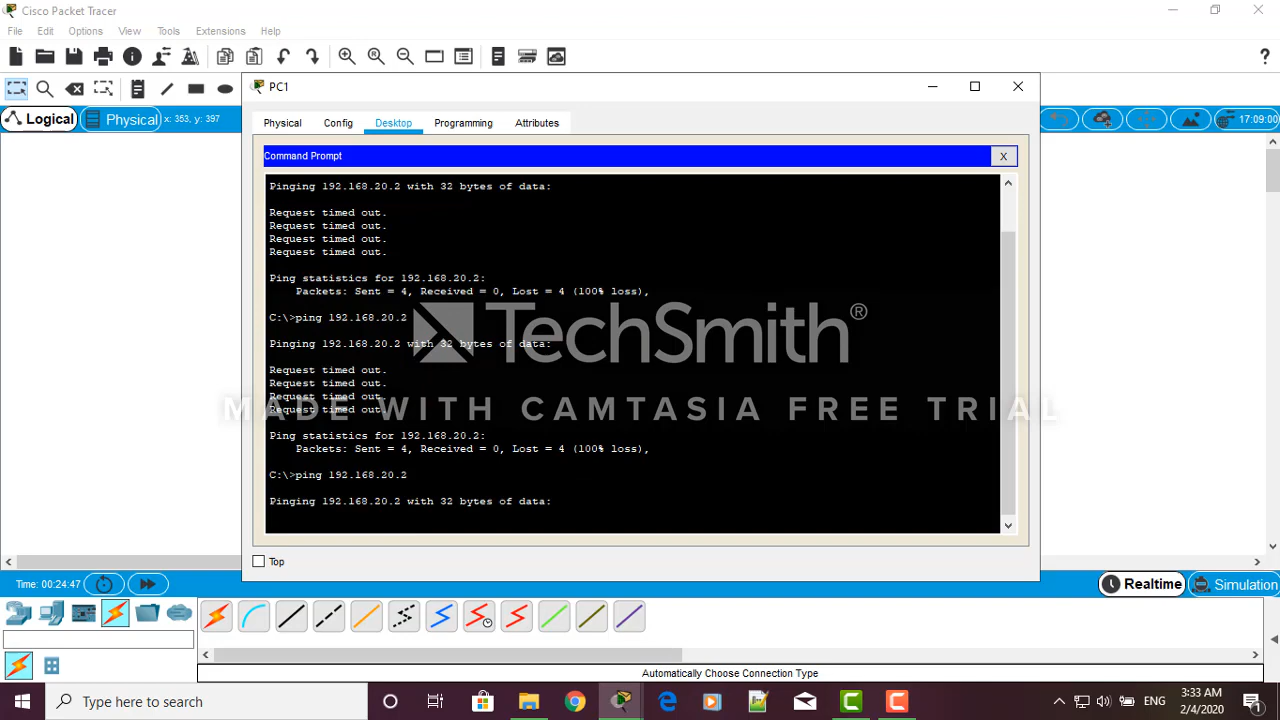 Cisco Packet Tracer
File Edit Options View Tools Extensions Help
?
Logical Physical x: 353, y: 397 17:09:00
PC1
Physical Config Desktop Programming Attributes
Command Prompt X
Pinging 192.168.20.2 with 32 bytes of data:
Request timed out.
Request timed out.
Request timed out.
Request timed out.
Ping statistics for 192.168.20.2:
Packets: Sent = 4, Received = 0, Lost = 4 (100% loss),
C:\>ping 192.168.20.2
Pinging 192.168.20.2 with 32 bytes of data:
Request timed out.
Request timed out.
Request timed out.
Request timed out.
Ping statistics for 192.168.20.2:
Packets: Sent = 4, Received = 0, Lost = 4 (100% loss),
C:\>ping 192.168.20.2
Pinging 192.168.20.2 with 32 bytes of data:
TechSmith®
MADE WITH CAMTASIA FREE TRIAL
Top
Time: 00:24:47 Realtime Simulation
Automatically Choose Connection Type
Type here to search
ENG 3:33 AM
2/4/2020
1